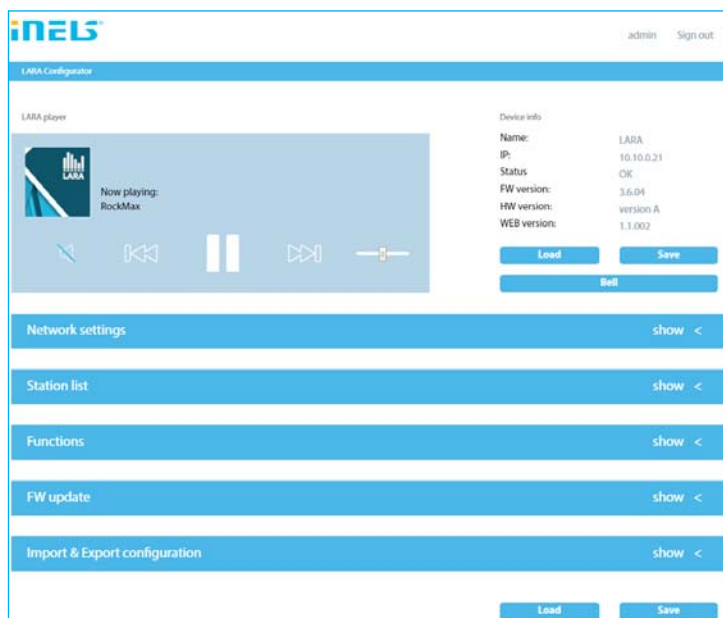 iNELS
admin Sign out
LARA Configurator
LARA player
LARA
Now playing:
RockMax
Device info
Name: LARA
IP: 10.10.0.21
Status OK
FW version: 3.6.04
HW version: version A
WEB version: 1.1.002
Load Save
Bell
Network settings show <
Station list show <
Functions show <
FW update show <
Import & Export configuration show <
Load Save